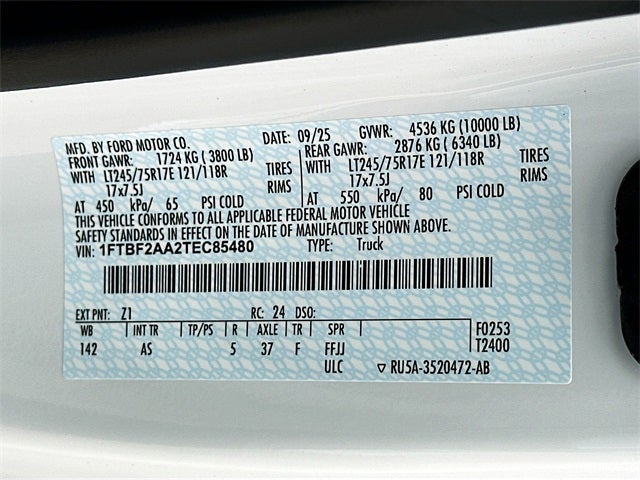 MFD. BY FORD MOTOR CO. DATE: 09/25 GVWR: 4536 KG (10000 LB)
FRONT GAWR: 1724 KG ( 3800 LB) REAR GAWR: 2876 KG ( 6340 LB)
WITH LT245/75R17E 121/118R TIRES WITH LT245/75R17E 121/118R TIRES
17x7.5J RIMS 17x7.5J RIMS
AT 450 kPa/ 65 PSI COLD AT 550 kPa/ 80 PSI COLD
THIS VEHICLE CONFORMS TO ALL APPLICABLE FEDERAL MOTOR VEHICLE
SAFETY STANDARDS IN EFFECT ON THE DATE OF MANUFACTURE SHOWN ABOVE.
VIN: 1FTBF2AA2TEC85480 TYPE: Truck
EXT PNT: Z1 RC: 24 DSO:
WB INT TR TP/PS R AXLE TR SPR F0253
142 AS 5 37 F FFJJ T2400
ULC ▽ RU5A-3520472-AB